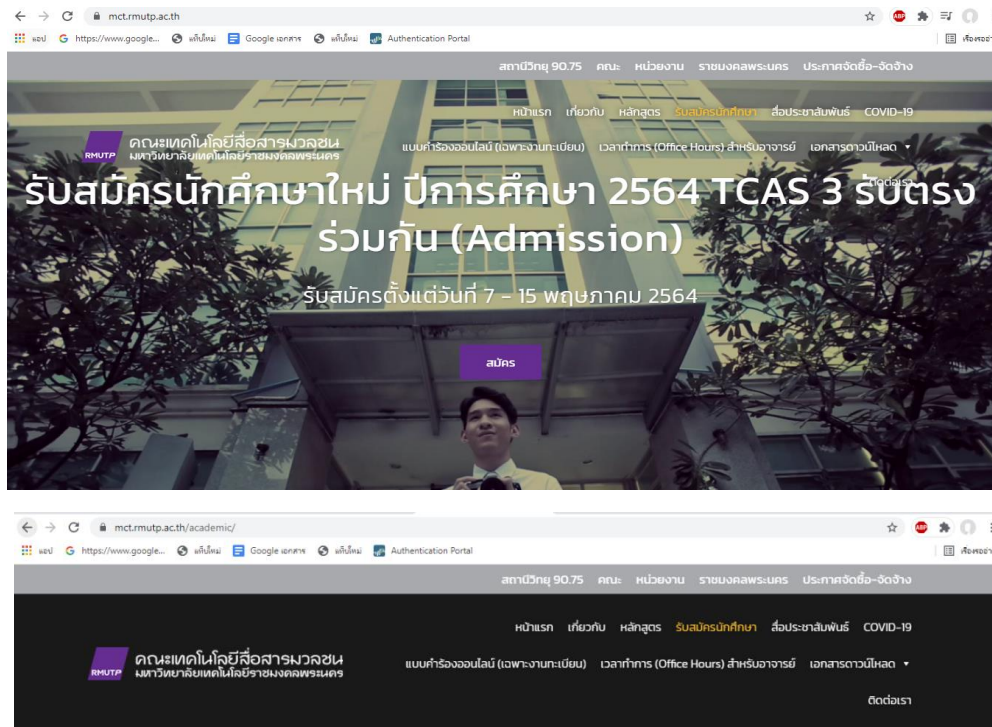 mct.rmutp.ac.th
ABP
แอป https://www.google... แท็บใหม่ Google เอกสาร แท็บใหม่ Authentication Portal
สถานีวิทยุ 90.75 คณะ หน่วยงาน ราชมงคลพระนคร ประกาศจัดซื้อ-จัดจ้าง
หน้าแรก เกี่ยวกับ หลักสูตร รับสมัครนักศึกษา สื่อประชาสัมพันธ์ COVID-19
RMUTP คณะเทคโนโลยีสื่อสารมวลชน
มหาวิทยาลัยเทคโนโลยีราชมงคลพระนคร
แบบคำร้องออนไลน์ (เฉพาะงานทะเบียน) เวลาทำการ (Office Hours) สำหรับอาจารย์ เอกสารดาวน์โหลด
ติดต่อเรา
รับสมัครนักศึกษาใหม่ ปีการศึกษา 2564 TCAS 3 รับตรง
ร่วมกัน (Admission)
รับสมัครตั้งแต่วันที่ 7 – 15 พฤษภาคม 2564
สมัคร
mct.rmutp.ac.th/academic/
ABP
แอป https://www.google... แท็บใหม่ Google เอกสาร แท็บใหม่ Authentication Portal
สถานีวิทยุ 90.75 คณะ หน่วยงาน ราชมงคลพระนคร ประกาศจัดซื้อ-จัดจ้าง
หน้าแรก เกี่ยวกับ หลักสูตร รับสมัครนักศึกษา สื่อประชาสัมพันธ์ COVID-19
RMUTP คณะเทคโนโลยีสื่อสารมวลชน
มหาวิทยาลัยเทคโนโลยีราชมงคลพระนคร
แบบคำร้องออนไลน์ (เฉพาะงานทะเบียน) เวลาทำการ (Office Hours) สำหรับอาจารย์ เอกสารดาวน์โหลด
ติดต่อเรา